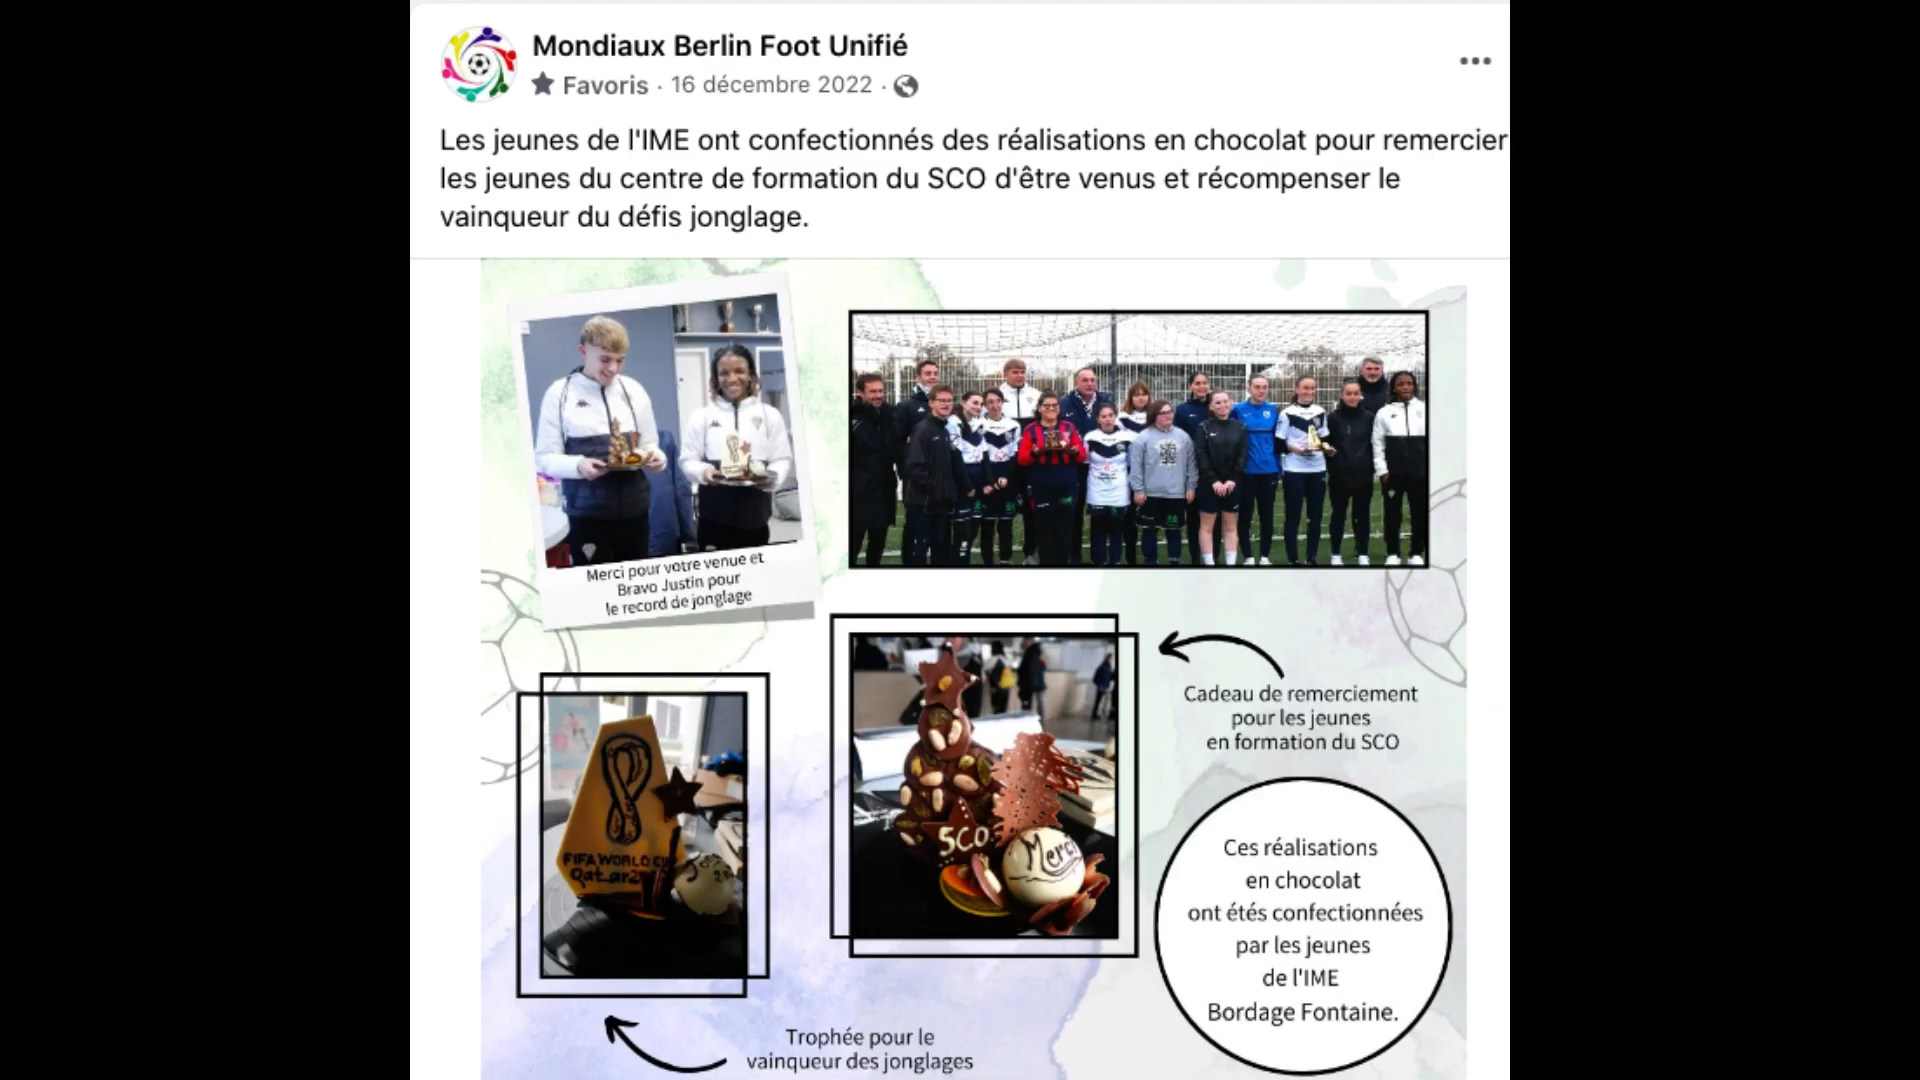 Mondiaux Berlin Foot Unifié
Favoris · 16 décembre 2022 ·
Les jeunes de l'IME ont confectionnés des réalisations en chocolat pour remercier
les jeunes du centre de formation du SCO d'être venus et récompenser le
vainqueur du défis jonglage.
Merci pour votre venue et
Bravo Justin pour
le record de jonglage
Cadeau de remerciement
pour les jeunes
en formation du SCO
SCO
Merci
FIFA WORLD CU
Qatar2
Ces réalisations
en chocolat
ont étés confectionnées
par les jeunes
de l'IME
Bordage Fontaine.
Trophée pour le
vainqueur des jonglages